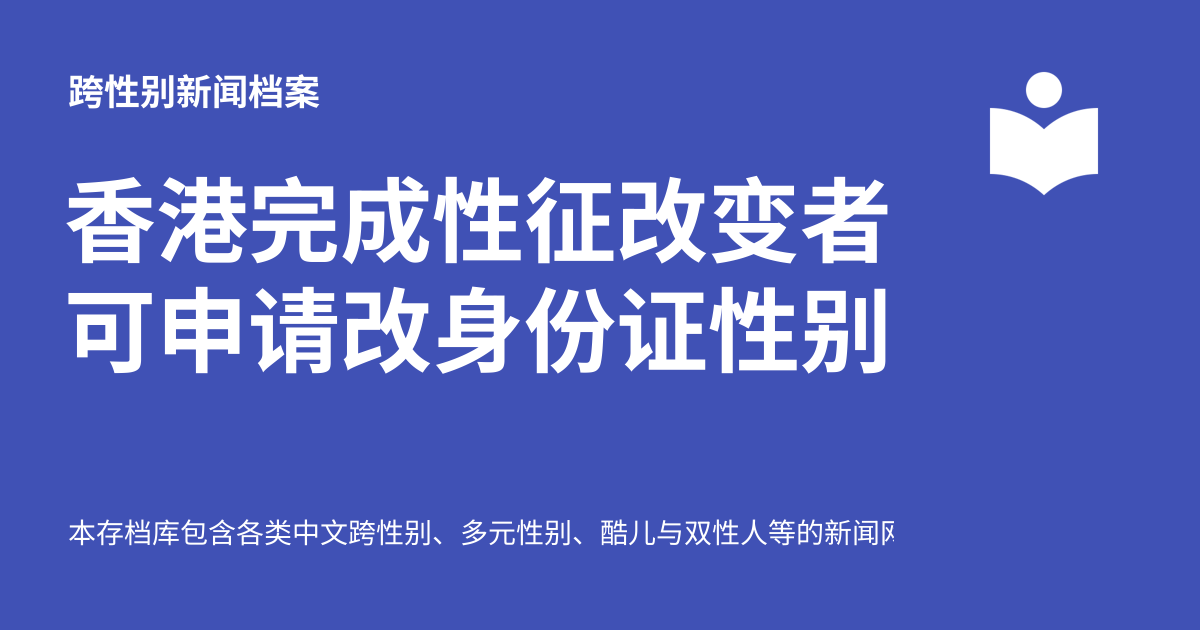 跨性别新闻档案
香港完成性征改变者
可申请改身份证性别
本存档库包含各类中文跨性别、多元性别、酷儿与双性人等的新闻网